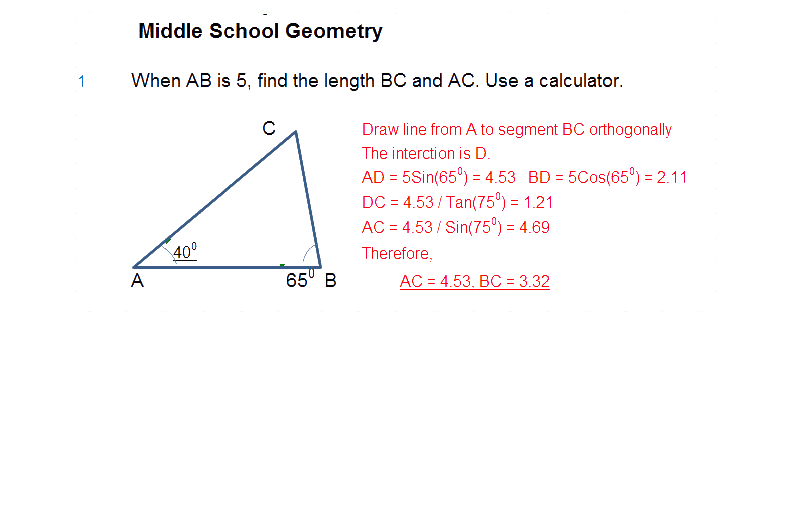 Middle School Geometry
1 When AB is 5, find the length BC and AC. Use a calculator.
C
Draw line from A to segment BC orthogonally
The interction is D.
AD = 5Sin(65⁰) = 4.53 BD = 5Cos(65⁰) = 2.11
DC = 4.53 / Tan(75⁰) = 1.21
AC = 4.53 / Sin(75⁰) = 4.69
40⁰
Therefore,
A
65⁰ B
AC = 4.53. BC = 3.32